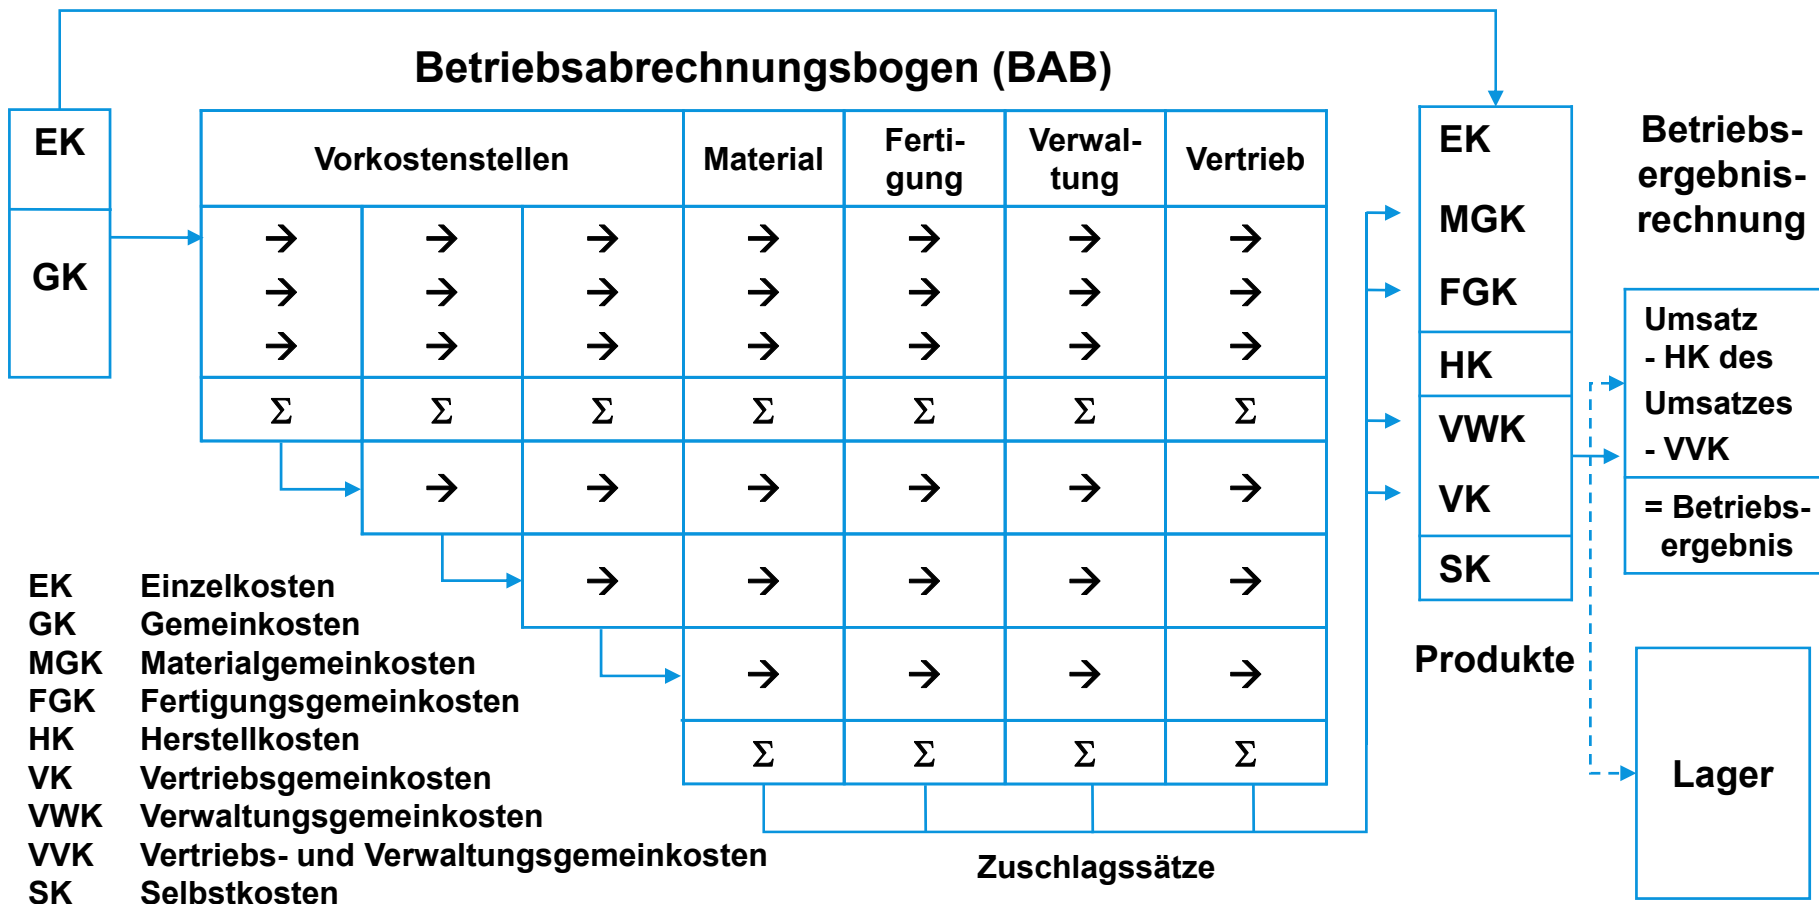 Betriebsabrechnungsbogen (BAB)
EK
GK
Vorkostenstellen
Material
Ferti-
gung
Verwal-
tung
Vertrieb
→ → → → → → →
→ → → → → → →
→ → → → → → →
Σ Σ Σ Σ Σ Σ Σ
→ → → → → →
→ → → → →
→ → → →
Σ Σ Σ Σ
Zuschlagssätze
EK
MGK
FGK
HK
VWK
VK
SK
Produkte
Betriebs-
ergebnis-
rechnung
Umsatz
- HK des
Umsatzes
- VVK
= Betriebs-
ergebnis
Lager
EK Einzelkosten
GK Gemeinkosten
MGK Materialgemeinkosten
FGK Fertigungsgemeinkosten
HK Herstellkosten
VK Vertriebsgemeinkosten
VWK Verwaltungsgemeinkosten
VVK Vertriebs- und Verwaltungsgemeinkosten
SK Selbstkosten